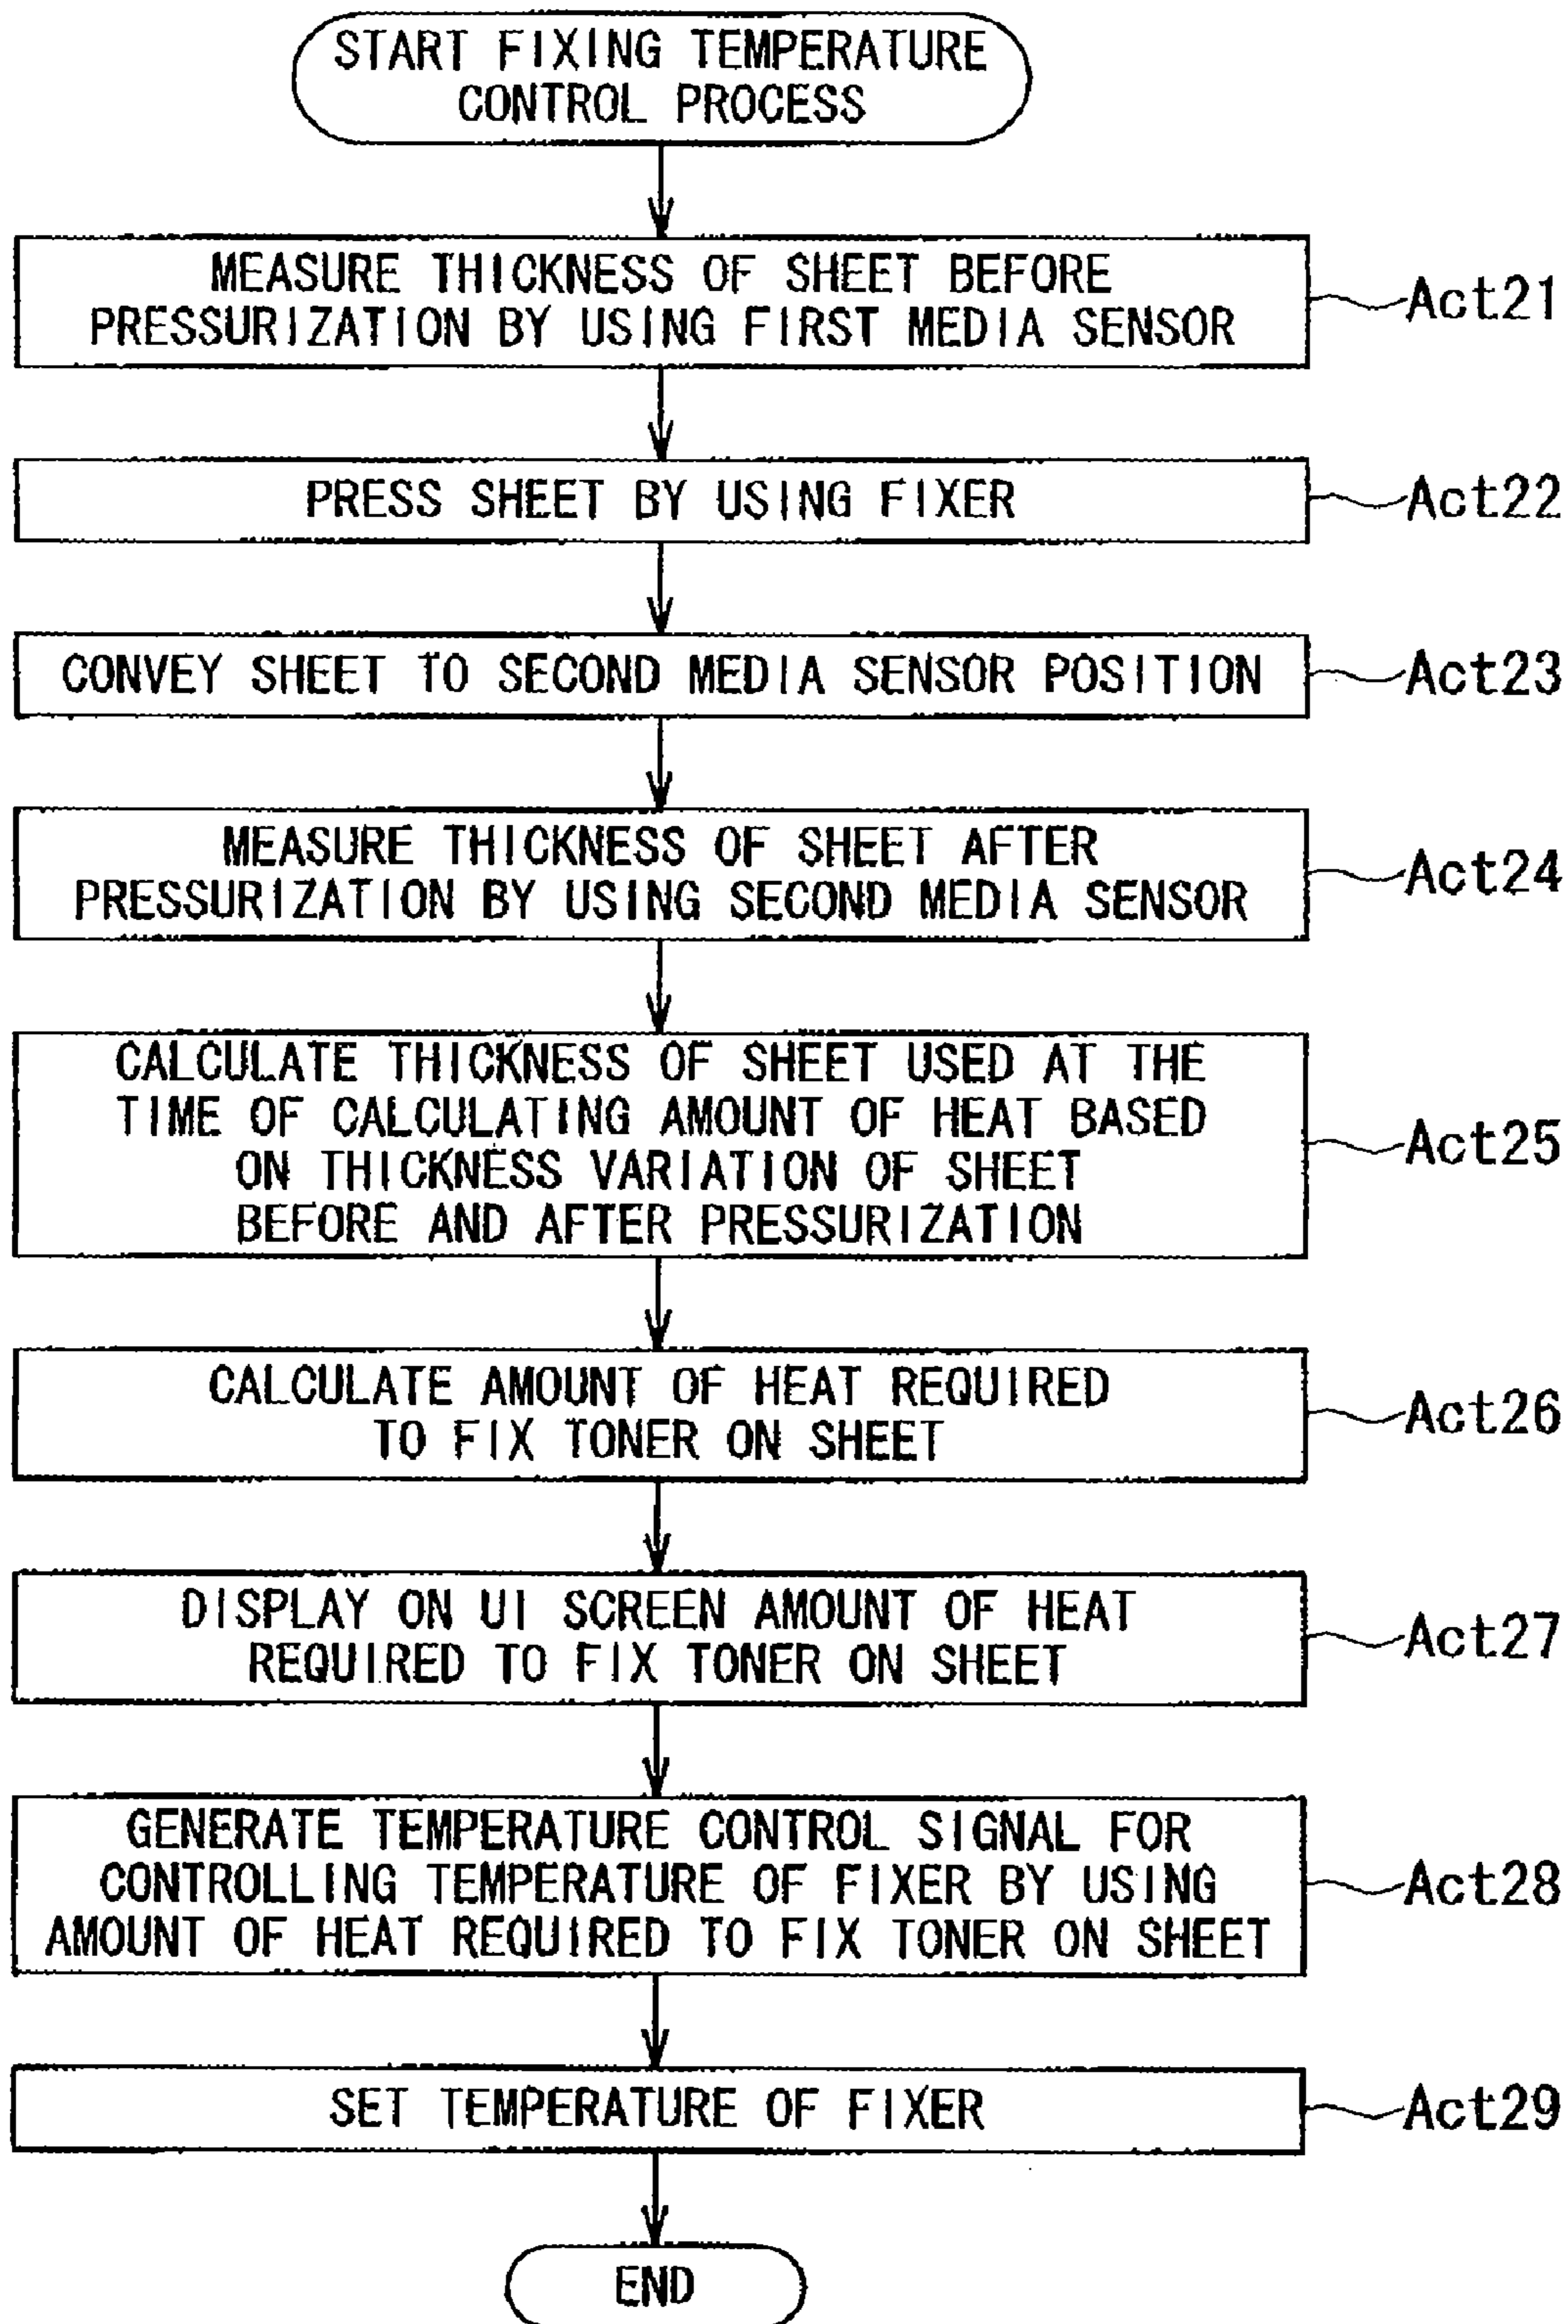 START FIXING TEMPERATURE
CONTROL PROCESS
MEASURE THICKNESS OF SHEET BEFORE
PRESSURIZATION BY USING FIRST MEDIA SENSOR
Act21
PRESS SHEET BY USING FIXER
Act22
CONVEY SHEET TO SECOND MEDIA SENSOR POSITION
Act23
MEASURE THICKNESS OF SHEET AFTER
PRESSURIZATION BY USING SECOND MEDIA SENSOR
Act24
CALCULATE THICKNESS OF SHEET USED AT THE
TIME OF CALCULATING AMOUNT OF HEAT BASED
ON THICKNESS VARIATION OF SHEET
BEFORE AND AFTER PRESSURIZATION
Act25
CALCULATE AMOUNT OF HEAT REQUIRED
TO FIX TONER ON SHEET
Act26
DISPLAY ON UI SCREEN AMOUNT OF HEAT
REQUIRED TO FIX TONER ON SHEET
Act27
GENERATE TEMPERATURE CONTROL SIGNAL FOR
CONTROLLING TEMPERATURE OF FIXER BY USING
AMOUNT OF HEAT REQUIRED TO FIX TONER ON SHEET
Act28
SET TEMPERATURE OF FIXER
Act29
END